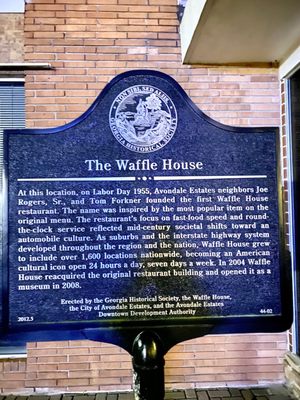 NON SIBI, SED ALIIS
GEORGIA HISTORICAL SOCIETY
The Waffle House
At this location, on Labor Day 1955, Avondale Estates neighbors Joe
Rogers, Sr., and Tom Forkner founded the first Waffle House
restaurant. The name was inspired by the most popular item on the
original menu. The restaurant's focus on fast-food speed and round-
the-clock service reflected mid-century societal shifts toward an
automobile culture. As suburbs and the interstate highway system
developed throughout the region and the nation, Waffle House grew
to include over 1,600 locations nationwide, becoming an American
cultural icon open 24 hours a day, seven days a week. In 2004 Waffle
House reacquired the original restaurant building and opened it as a
museum in 2008.
Erected by the Georgia Historical Society, the Waffle House,
the City of Avondale Estates, and the Avondale Estates
Downtown Development Authority
2012.3 44-02